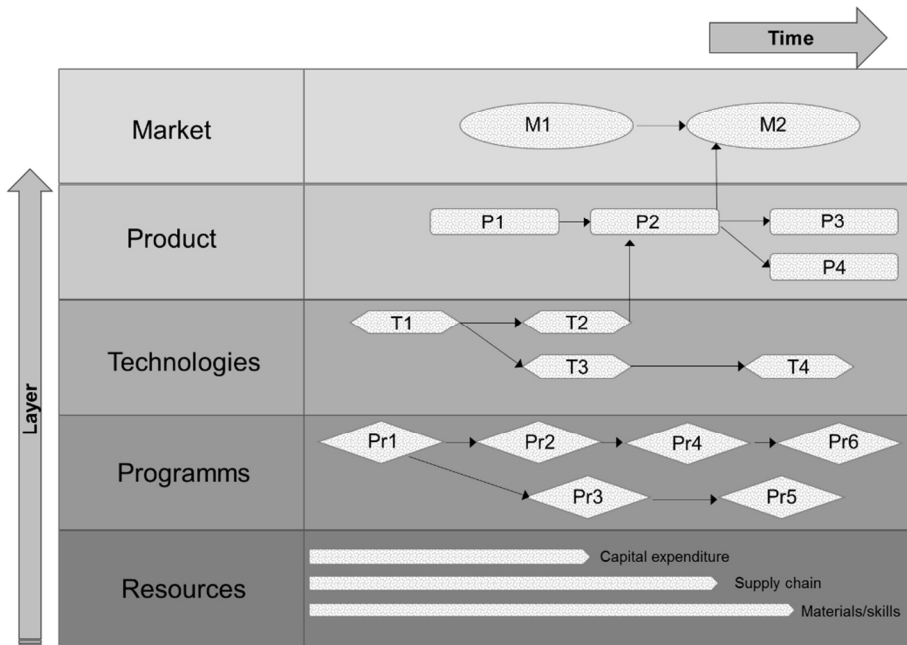 Time
Market
M1
M2
Product
P1
P2
P3
P4
Layer
Technologies
T1
T2
T3
T4
Programms
Pr1
Pr2
Pr4
Pr6
Pr3
Pr5
Resources
Capital expenditure
Supply chain
Materials/skills